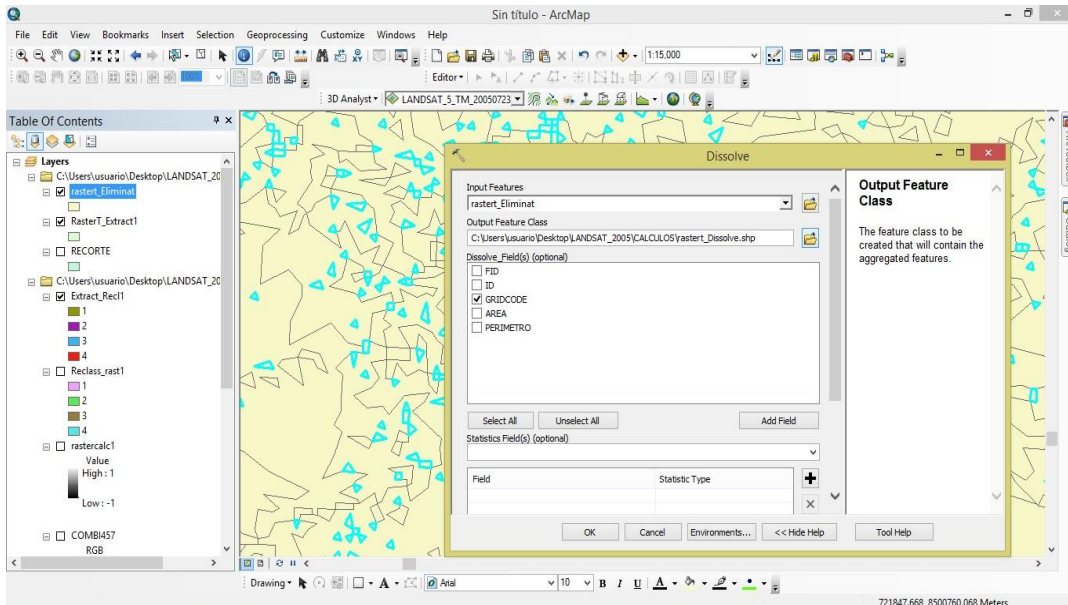 Sin título - ArcMap
File Edit View Bookmarks Insert Selection Geoprocessing Customize Windows Help
1:15,000
100%
Editor
3D Analyst LANDSAT_5_TM_20050723
Table Of Contents
Layers
C:\Users\usuario\Desktop\LANDSAT_20
rastert_Eliminat
RasterT_Extract1
RECORTE
C:\Users\usuario\Desktop\LANDSAT_20
Extract_Recl1
1
2
3
4
Reclass_rast1
1
2
3
4
rastercalc1
Value
High : 1
Low : -1
COMBI457
RGB
Dissolve
Input Features
rastert_Eliminat
Output Feature Class
C:\Users\usuario\Desktop\LANDSAT_2005\CALCULOS\rastert_Dissolve.shp
Dissolve_Field(s) (optional)
FID
ID
GRIDCODE
AREA
PERIMETRO
Select All Unselect All Add Field
Statistics Field(s) (optional)
Field Statistic Type
OK Cancel Environments... << Hide Help Tool Help
Output Feature
Class
The feature class to be
created that will contain the
aggregated features.
Drawing A Arial 10 B I U A
721847.668 8500760.068 Meters